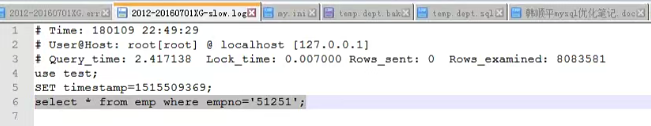 2012-20160701XG.err
2012-20160701XG-slow.log
my.ini
temp.dept.bak
temp.dept.sql
韩顺平mysql优化笔记.doc
1 # Time: 180109 22:49:29
2 # User@Host: root[root] @ localhost [127.0.0.1]
3 # Query_time: 2.417138 Lock_time: 0.007000 Rows_sent: 0 Rows_examined: 8083581
4 use test;
5 SET timestamp=1515509369;
6 select * from emp where empno='51251';